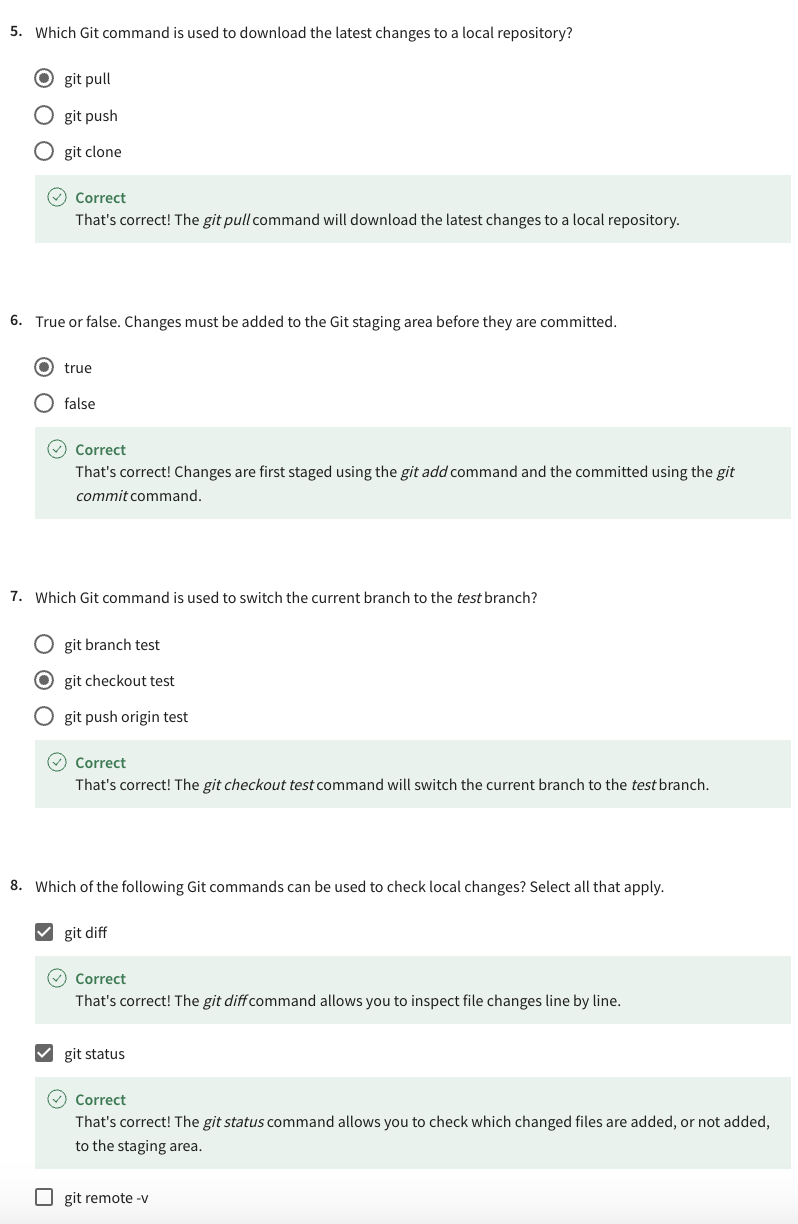 5. Which Git command is used to download the latest changes to a local repository?
git pull
git push
git clone
Correct
That's correct! The git pull command will download the latest changes to a local repository.
6. True or false. Changes must be added to the Git staging area before they are committed.
true
false
Correct
That's correct! Changes are first staged using the git add command and the committed using the git
commit command.
7. Which Git command is used to switch the current branch to the test branch?
git branch test
git checkout test
git push origin test
Correct
That's correct! The git checkout test command will switch the current branch to the test branch.
8. Which of the following Git commands can be used to check local changes? Select all that apply.
git diff
Correct
That's correct! The git diff command allows you to inspect file changes line by line.
git status
Correct
That's correct! The git status command allows you to check which changed files are added, or not added,
to the staging area.
git remote -v